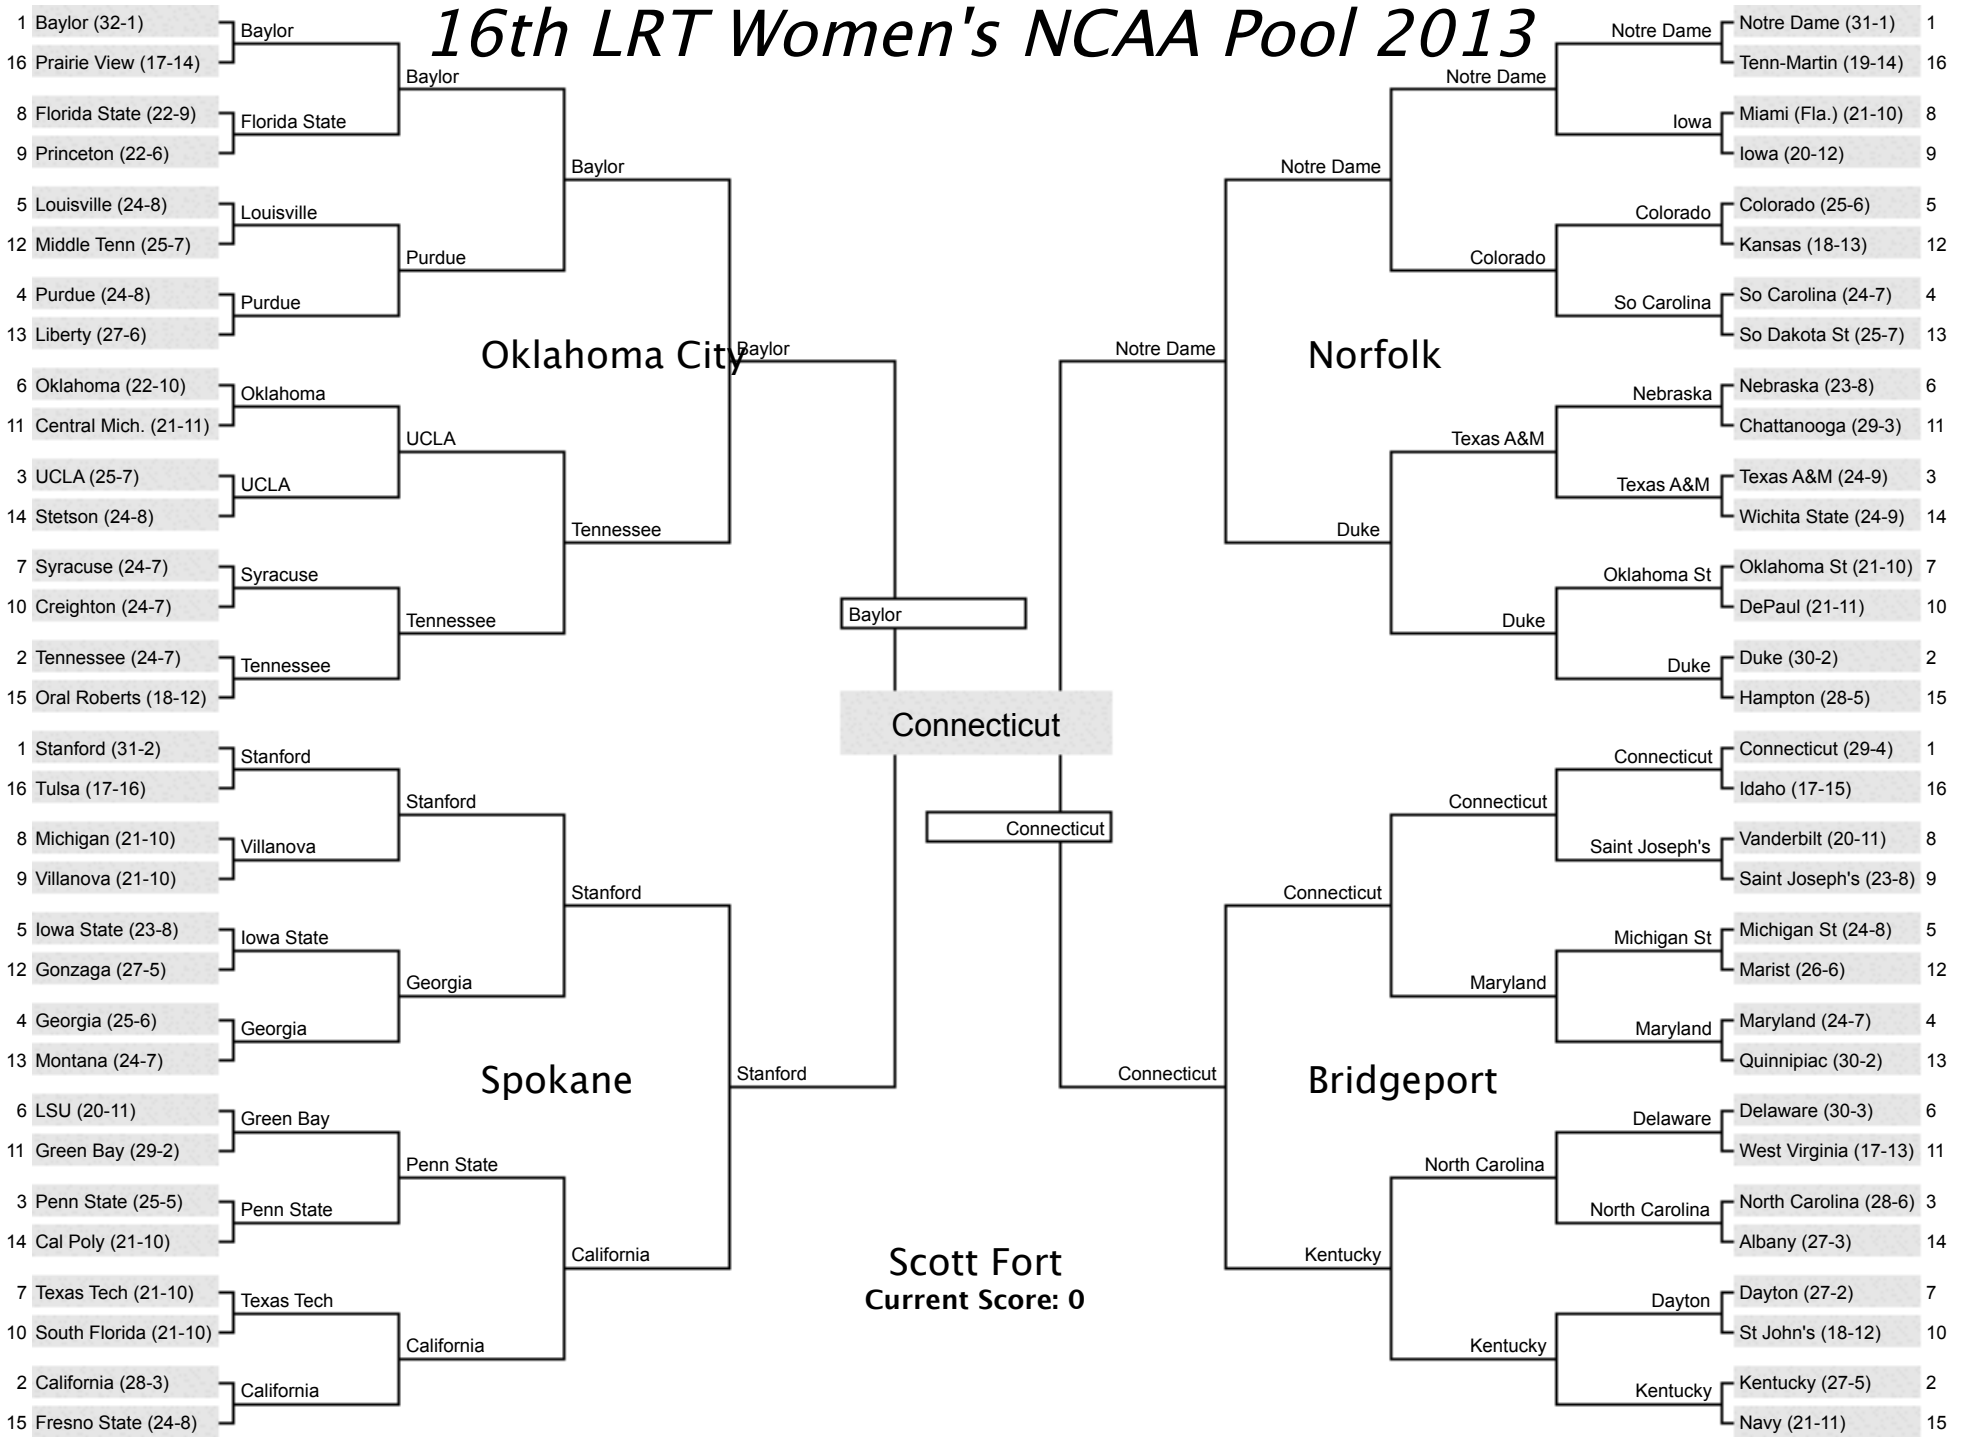 16th LRT Women's NCAA Pool 2013
1 Baylor (32-1)
16 Prairie View (17-14)
8 Florida State (22-9)
9 Princeton (22-6)
5 Louisville (24-8)
12 Middle Tenn (25-7)
4 Purdue (24-8)
13 Liberty (27-6)
6 Oklahoma (22-10)
11 Central Mich. (21-11)
3 UCLA (25-7)
14 Stetson (24-8)
7 Syracuse (24-7)
10 Creighton (24-7)
2 Tennessee (24-7)
15 Oral Roberts (18-12)
Baylor
Florida State
Louisville
Purdue
Oklahoma
UCLA
Syracuse
Tennessee
Baylor
Purdue
UCLA
Tennessee
Baylor
Tennessee
Oklahoma City
Baylor
1 Stanford (31-2)
16 Tulsa (17-16)
8 Michigan (21-10)
9 Villanova (21-10)
5 Iowa State (23-8)
12 Gonzaga (27-5)
4 Georgia (25-6)
13 Montana (24-7)
6 LSU (20-11)
11 Green Bay (29-2)
3 Penn State (25-5)
14 Cal Poly (21-10)
7 Texas Tech (21-10)
10 South Florida (21-10)
2 California (28-3)
15 Fresno State (24-8)
Stanford
Villanova
Iowa State
Georgia
Green Bay
Penn State
Texas Tech
California
Stanford
Georgia
Penn State
California
Stanford
California
Spokane
Stanford
Baylor
Connecticut
Connecticut
Scott Fort
Current Score: 0
Notre Dame (31-1) 1
Tenn-Martin (19-14) 16
Miami (Fla.) (21-10) 8
Iowa (20-12) 9
Colorado (25-6) 5
Kansas (18-13) 12
So Carolina (24-7) 4
So Dakota St (25-7) 13
Nebraska (23-8) 6
Chattanooga (29-3) 11
Texas A&M (24-9) 3
Wichita State (24-9) 14
Oklahoma St (21-10) 7
DePaul (21-11) 10
Duke (30-2) 2
Hampton (28-5) 15
Notre Dame
Iowa
Colorado
So Carolina
Nebraska
Texas A&M
Oklahoma St
Duke
Notre Dame
Colorado
Texas A&M
Duke
Notre Dame
Duke
Norfolk
Notre Dame
Connecticut (29-4) 1
Idaho (17-15) 16
Vanderbilt (20-11) 8
Saint Joseph's (23-8) 9
Michigan St (24-8) 5
Marist (26-6) 12
Maryland (24-7) 4
Quinnipiac (30-2) 13
Delaware (30-3) 6
West Virginia (17-13) 11
North Carolina (28-6) 3
Albany (27-3) 14
Dayton (27-2) 7
St John's (18-12) 10
Kentucky (27-5) 2
Navy (21-11) 15
Connecticut
Saint Joseph's
Michigan St
Maryland
Delaware
North Carolina
Dayton
Kentucky
Connecticut
Maryland
North Carolina
Kentucky
Connecticut
Kentucky
Bridgeport
Connecticut